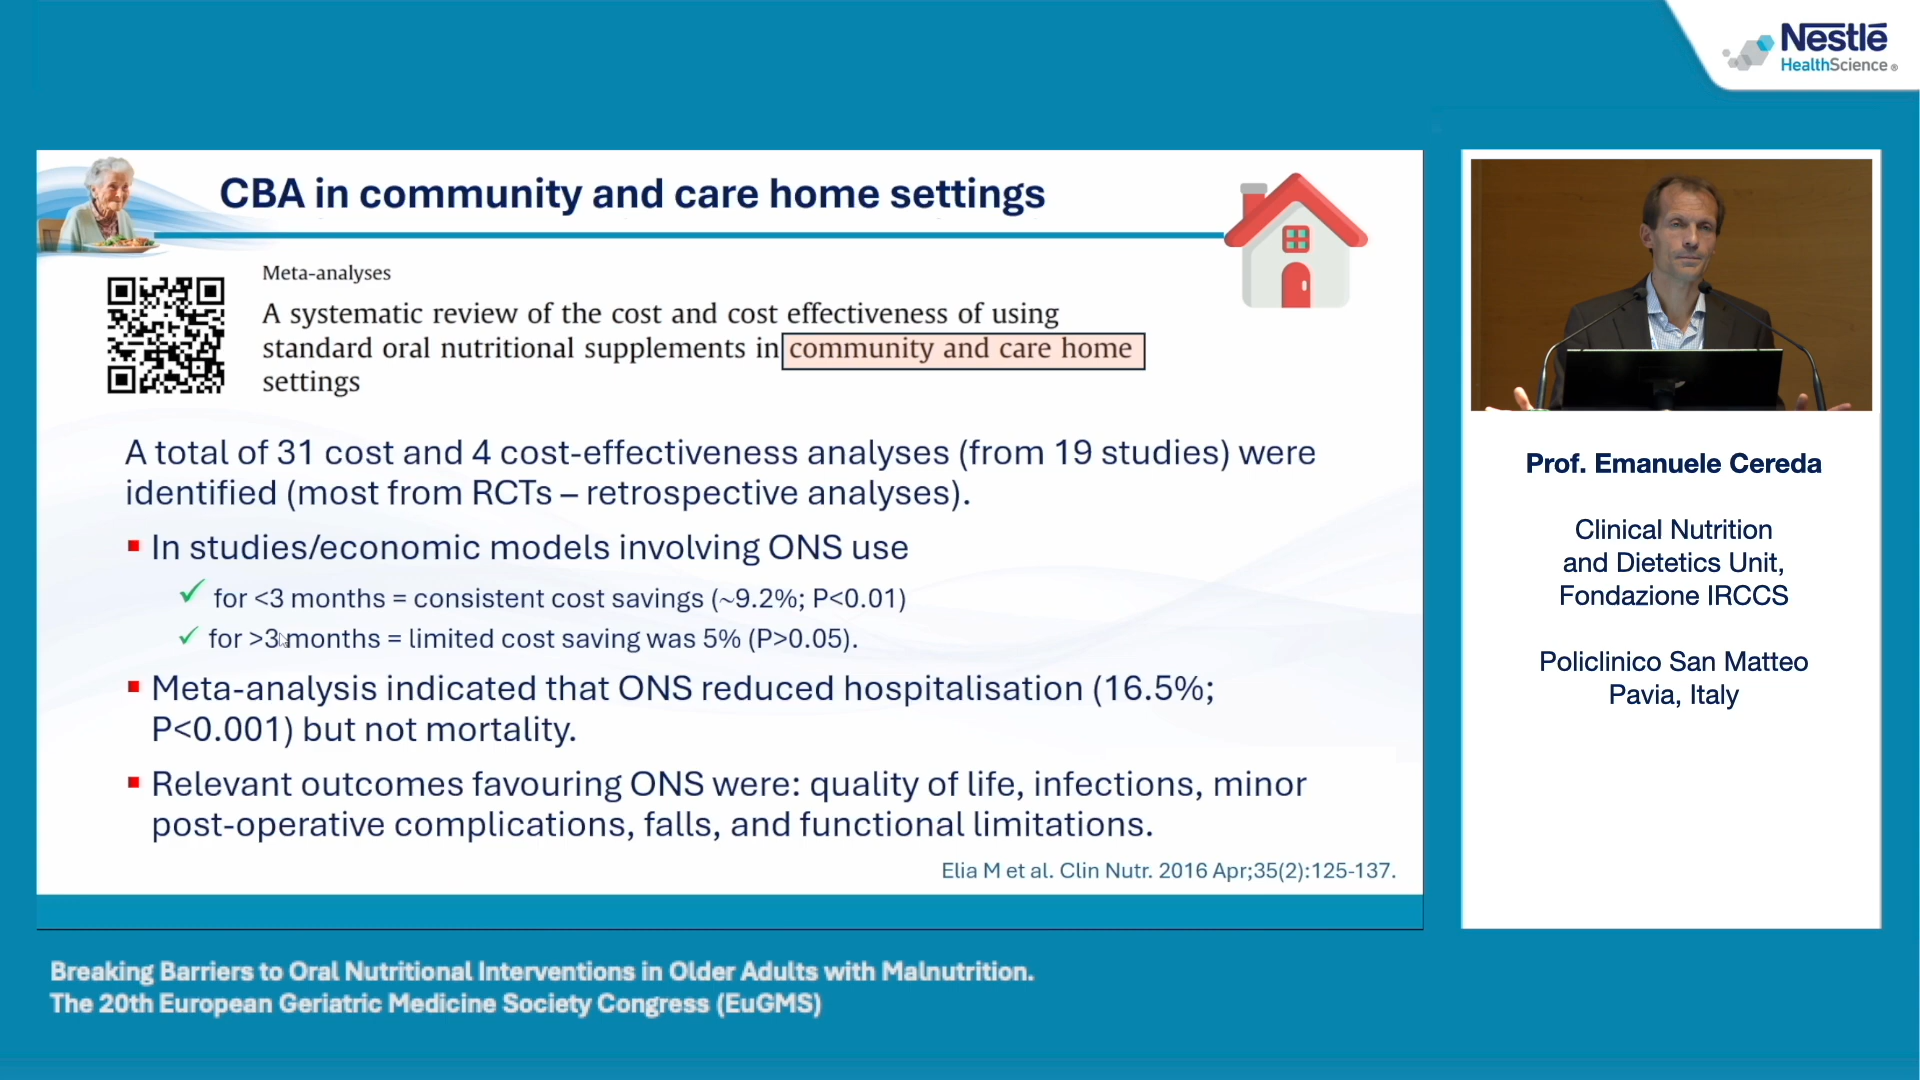 Nestlé
HealthScience®
CBA in community and care home settings
Meta-analyses
A systematic review of the cost and cost effectiveness of using
standard oral nutritional supplements in community and care home
settings
A total of 31 cost and 4 cost-effectiveness analyses (from 19 studies) were
identified (most from RCTs – retrospective analyses).
▪ In studies/economic models involving ONS use
✓ for <3 months = consistent cost savings (~9.2%; P<0.01)
✓ for >3 months = limited cost saving was 5% (P>0.05).
▪ Meta-analysis indicated that ONS reduced hospitalisation (16.5%;
P<0.001) but not mortality.
▪ Relevant outcomes favouring ONS were: quality of life, infections, minor
post-operative complications, falls, and functional limitations.
Elia M et al. Clin Nutr. 2016 Apr;35(2):125-137.
Prof. Emanuele Cereda
Clinical Nutrition
and Dietetics Unit,
Fondazione IRCCS
Policlinico San Matteo
Pavia, Italy
Breaking Barriers to Oral Nutritional Interventions in Older Adults with Malnutrition.
The 20th European Geriatric Medicine Society Congress (EuGMS)